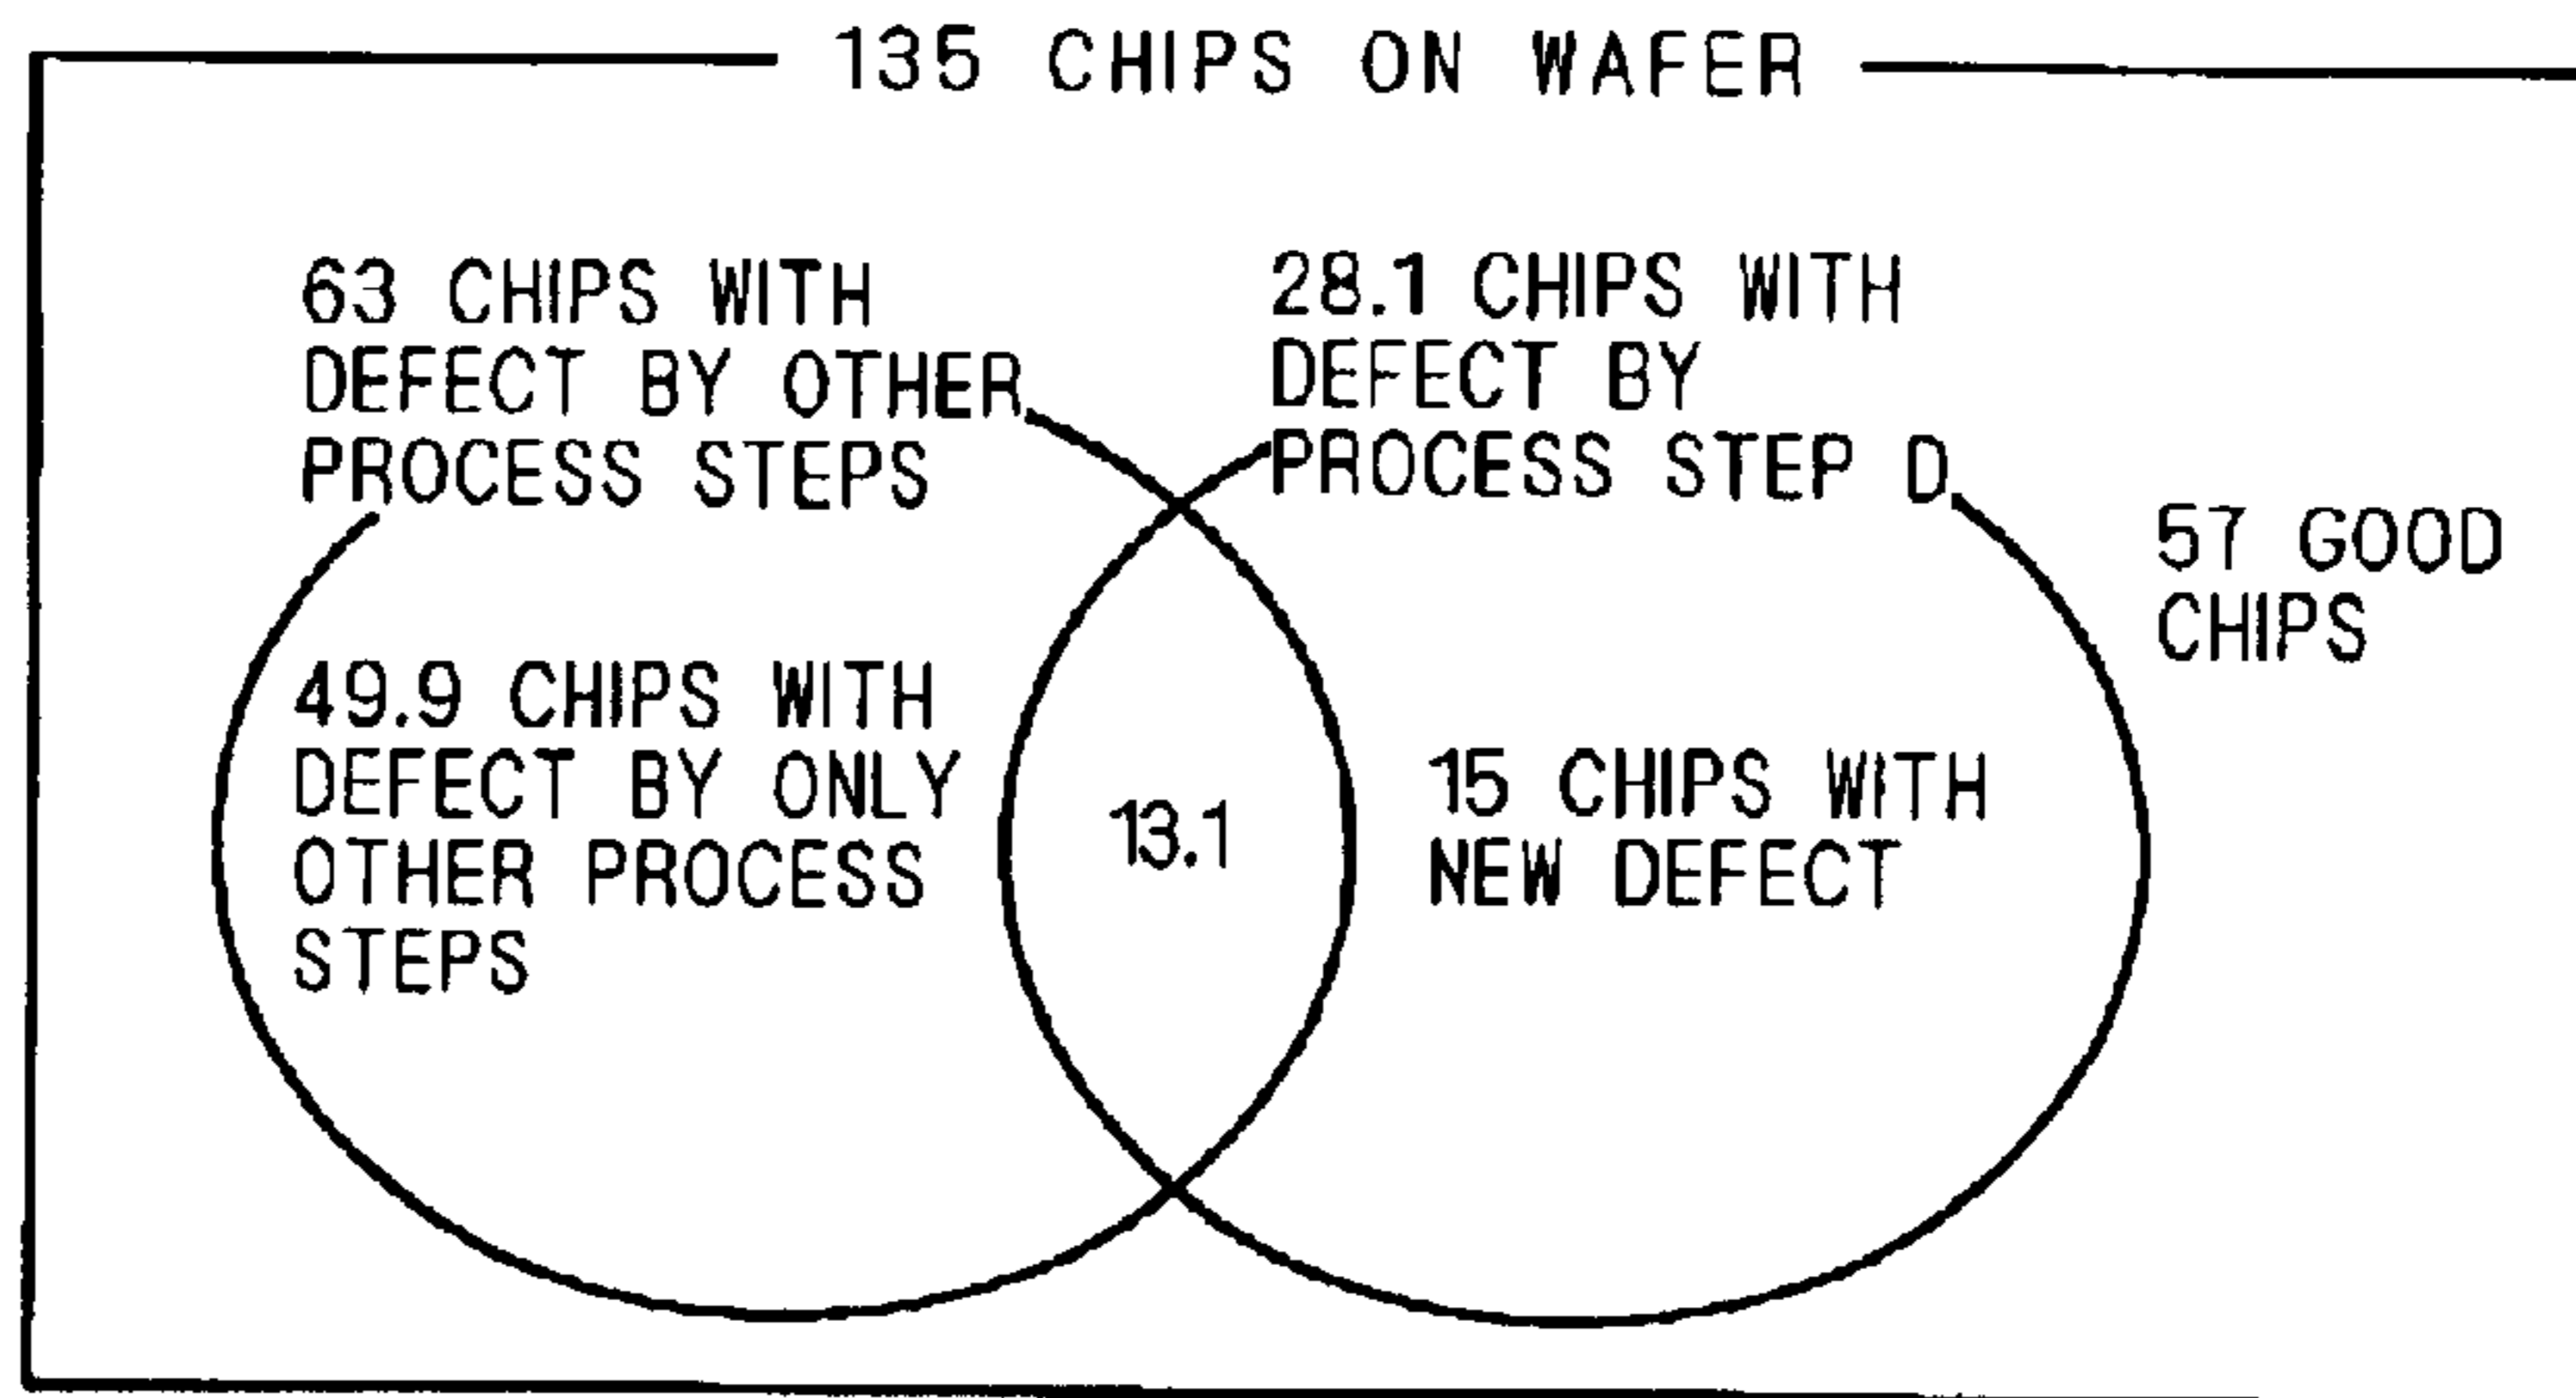 135 CHIPS ON WAFER
63 CHIPS WITH
DEFECT BY OTHER
PROCESS STEPS
28.1 CHIPS WITH
DEFECT BY
PROCESS STEP D
57 GOOD
CHIPS
49.9 CHIPS WITH
DEFECT BY ONLY
OTHER PROCESS
STEPS
13.1
15 CHIPS WITH
NEW DEFECT